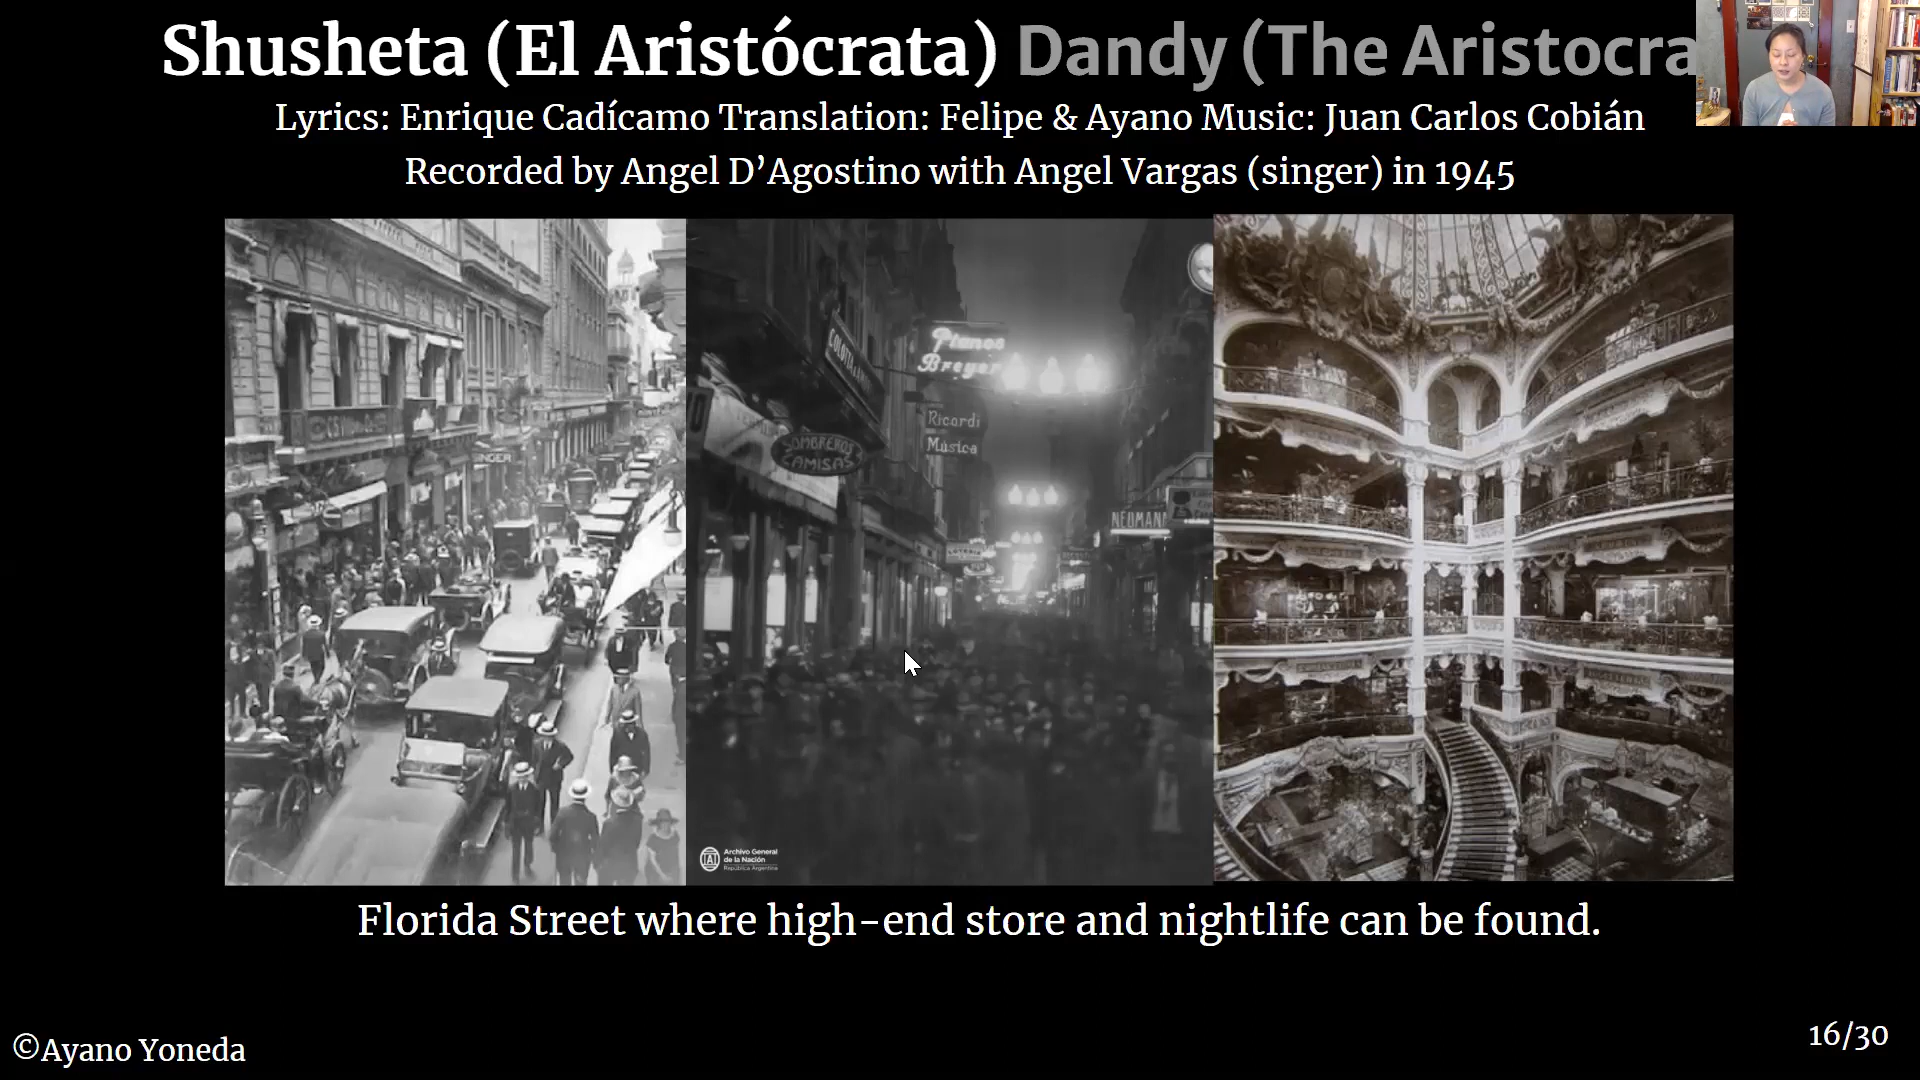 Shusheta (El Aristócrata) Dandy (The Aristocra
Lyrics: Enrique Cadícamo Translation: Felipe & Ayano Music: Juan Carlos Cobián
Recorded by Angel D’Agostino with Angel Vargas (singer) in 1945
INGER
Pianos
Breyer
Ricordi
Música
SOMBREROS
CAMISAS
NEUMANN
Archivo General
de la Nación
República Argentina
Florida Street where high-end store and nightlife can be found.
©Ayano Yoneda
16/30